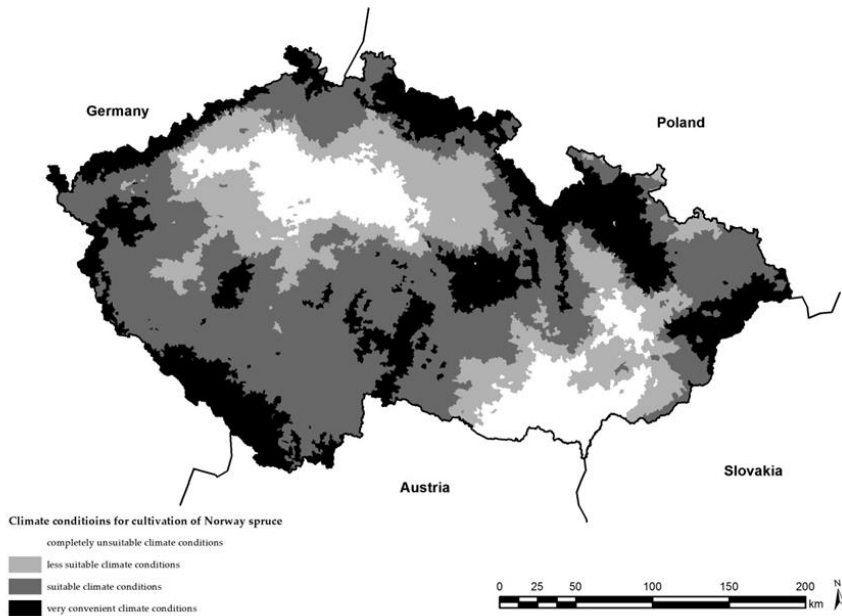 Germany
Poland
Slovakia
Austria
Climate conditioins for cultivation of Norway spruce
completely unsuitable climate conditions
less suitable climate conditions
suitable climate conditions
very convenient climate conditions
0 25 50 100 150 200
km
N